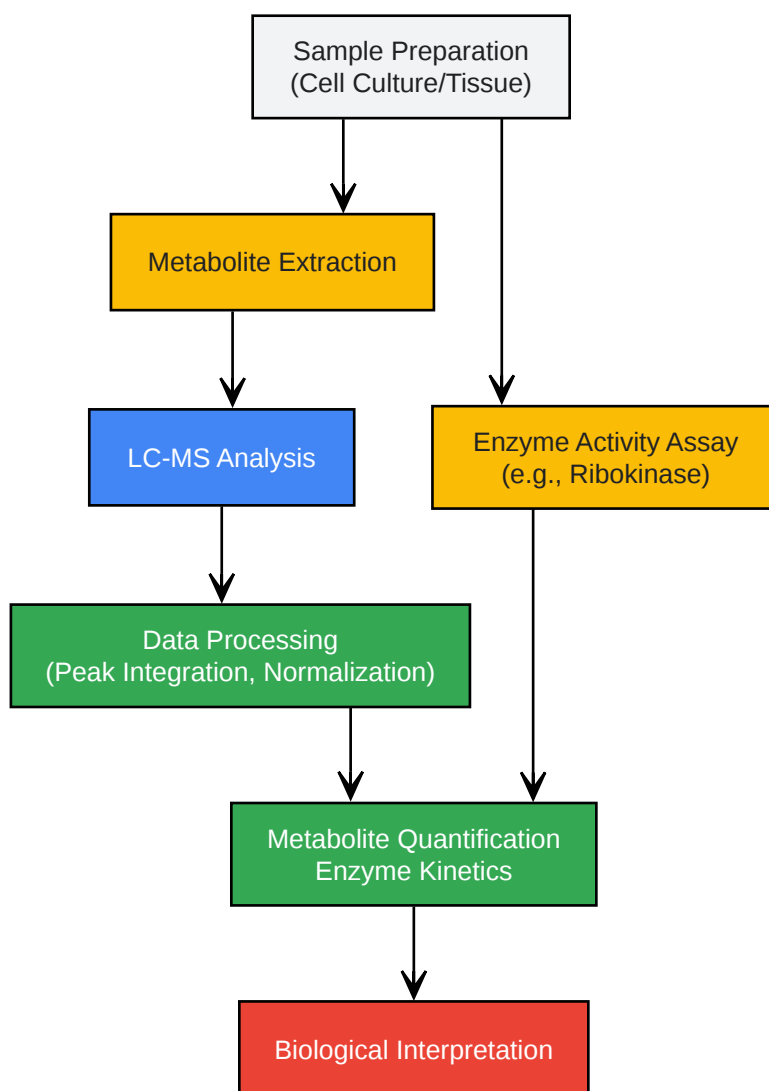 Sample Preparation
(Cell Culture/Tissue)
Metabolite Extraction
LC-MS Analysis
Enzyme Activity Assay
(e.g., Ribokinase)
Data Processing
(Peak Integration, Normalization)
Metabolite Quantification
Enzyme Kinetics
Biological Interpretation